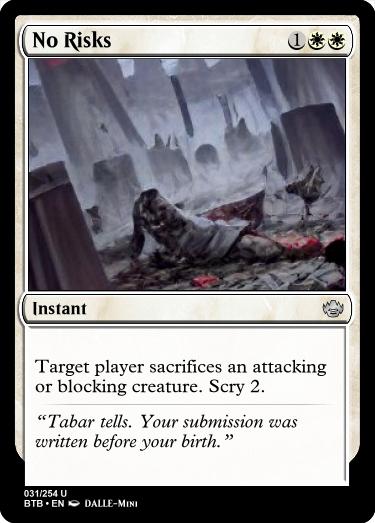 No Risks
1
Instant
Target player sacrifices an attacking
or blocking creature. Scry 2.
“Tabar tells. Your submission was
written before your birth.”
031/254 U
BTB • EN DALLE-Mini